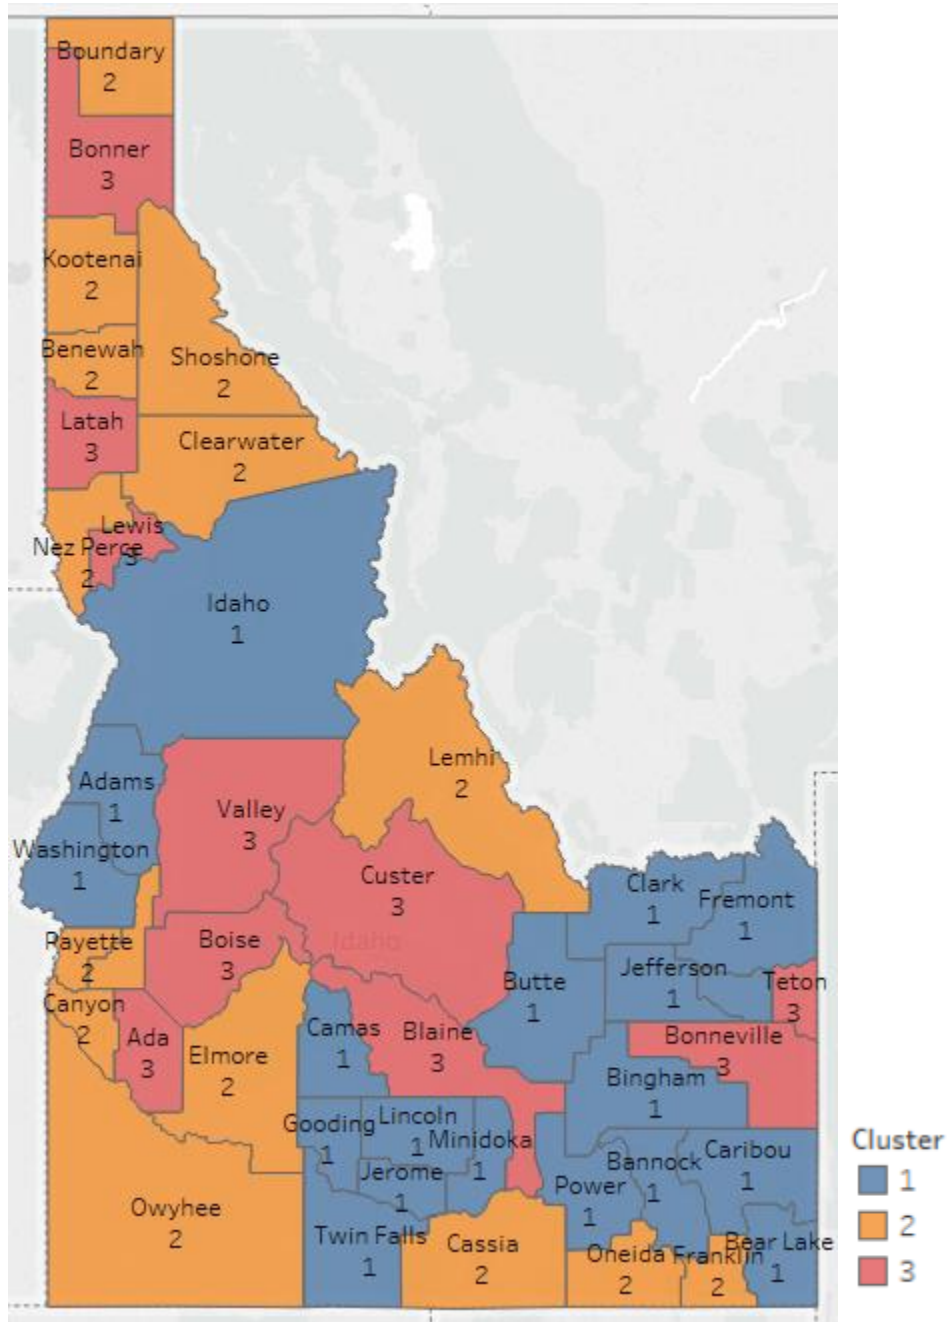 Boundary
2
Bonner
3
Kootenai
2
Benewah
2
Shoshone
2
Latah
3
Clearwater
2
Lewis
3
Nez Perce
2
Idaho
1
Lemhi
2
Adams
1
Valley
3
Washington
1
Custer
3
Clark
1
Fremont
1
Payette
2
Boise
3
Idaho
Butte
1
Jefferson
1
Teton
3
Canyon
2
Ada
3
Elmore
2
Camas
1
Blaine
3
Bonneville
3
Bingham
1
Gooding
1
Lincoln
1
Minidoka
1
Jerome
1
Power
1
Bannock
1
Caribou
1
Owyhee
2
Twin Falls
1
Cassia
2
Oneida
2
Franklin
2
Bear Lake
1
Cluster
1
2
3